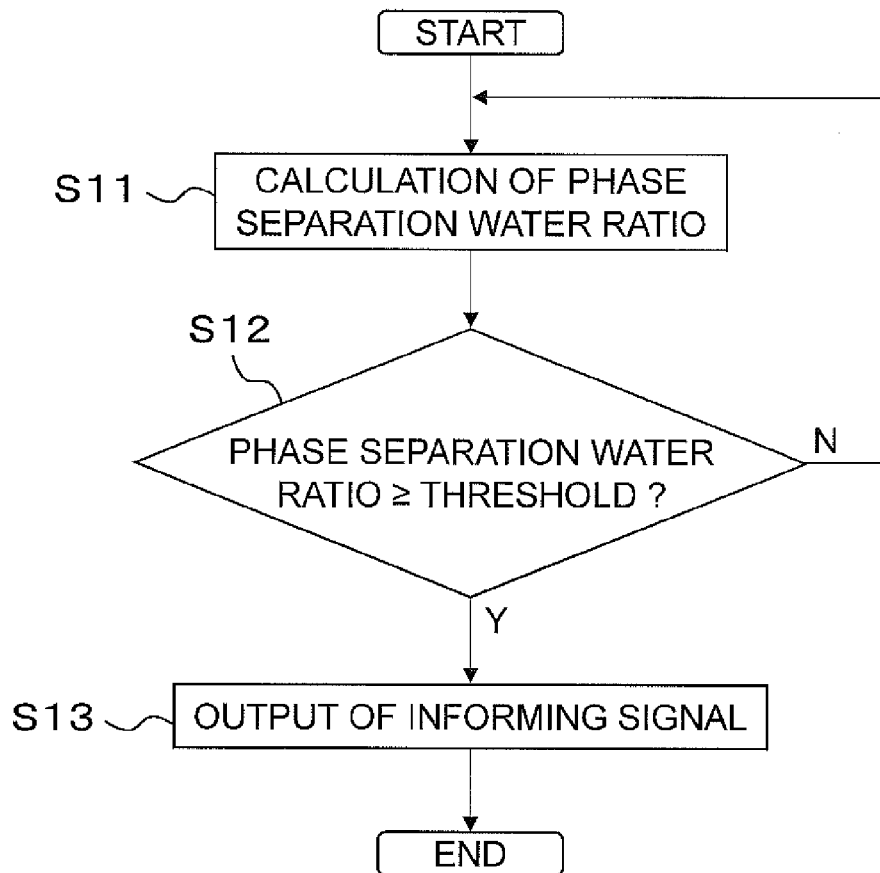 START
S11
CALCULATION OF PHASE
SEPARATION WATER RATIO
S12
PHASE SEPARATION WATER
RATIO ≥ THRESHOLD ?
N
Y
S13
OUTPUT OF INFORMING SIGNAL
END